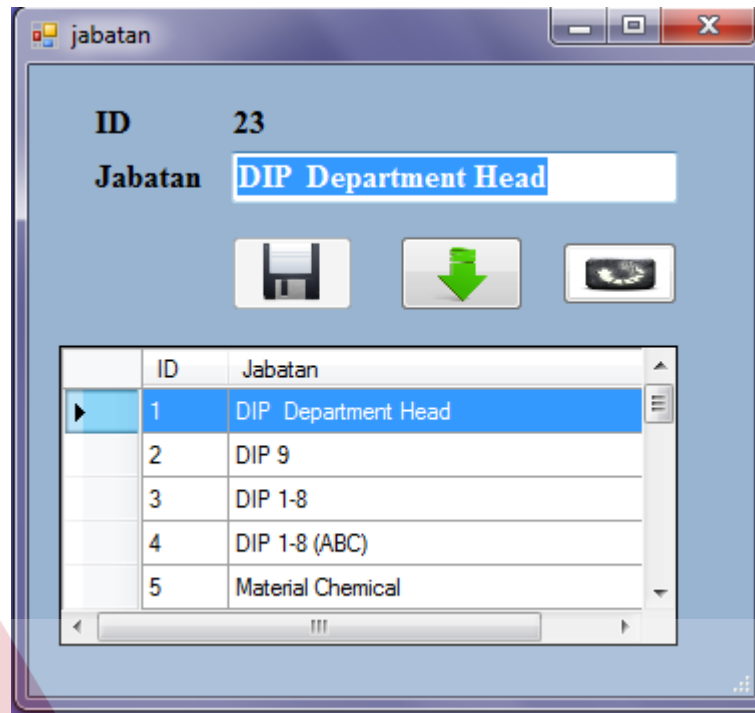 jabatan
ID 23
Jabatan DIP  Department Head
ID Jabatan
1 DIP  Department Head
2 DIP 9
3 DIP 1-8
4 DIP 1-8 (ABC)
5 Material Chemical